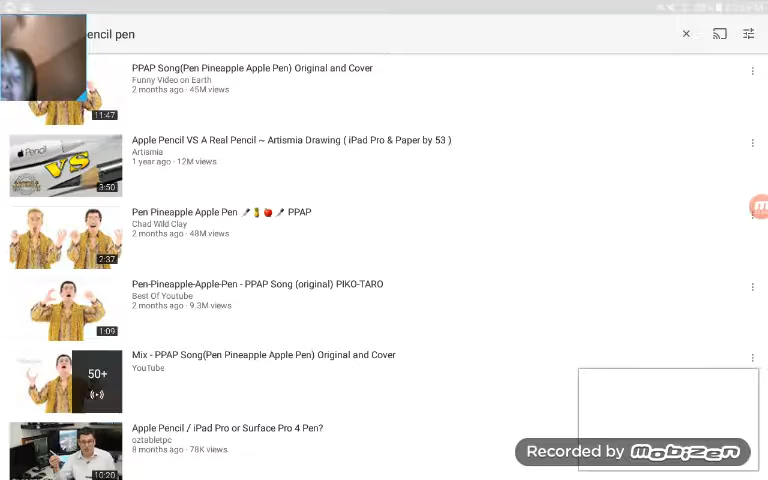 encil pen
PPAP Song(Pen Pineapple Apple Pen) Original and Cover
Funny Video on Earth
2 months ago · 45M views
11:47
Apple Pencil VS A Real Pencil ~ Artismia Drawing ( iPad Pro & Paper by 53 )
Artismia
1 year ago · 12M views
Pencil
VS
3:50
Pen Pineapple Apple Pen 🖊️🍍🍎🖊️ PPAP
Chad Wild Clay
2 months ago · 48M views
2:37
Pen-Pineapple-Apple-Pen - PPAP Song (original) PIKO-TARO
Best Of Youtube
2 months ago · 9.3M views
1:09
Mix - PPAP Song(Pen Pineapple Apple Pen) Original and Cover
YouTube
50+
Apple Pencil / iPad Pro or Surface Pro 4 Pen?
oztabletpc
8 months ago · 78K views
10:20
Recorded by mobizen